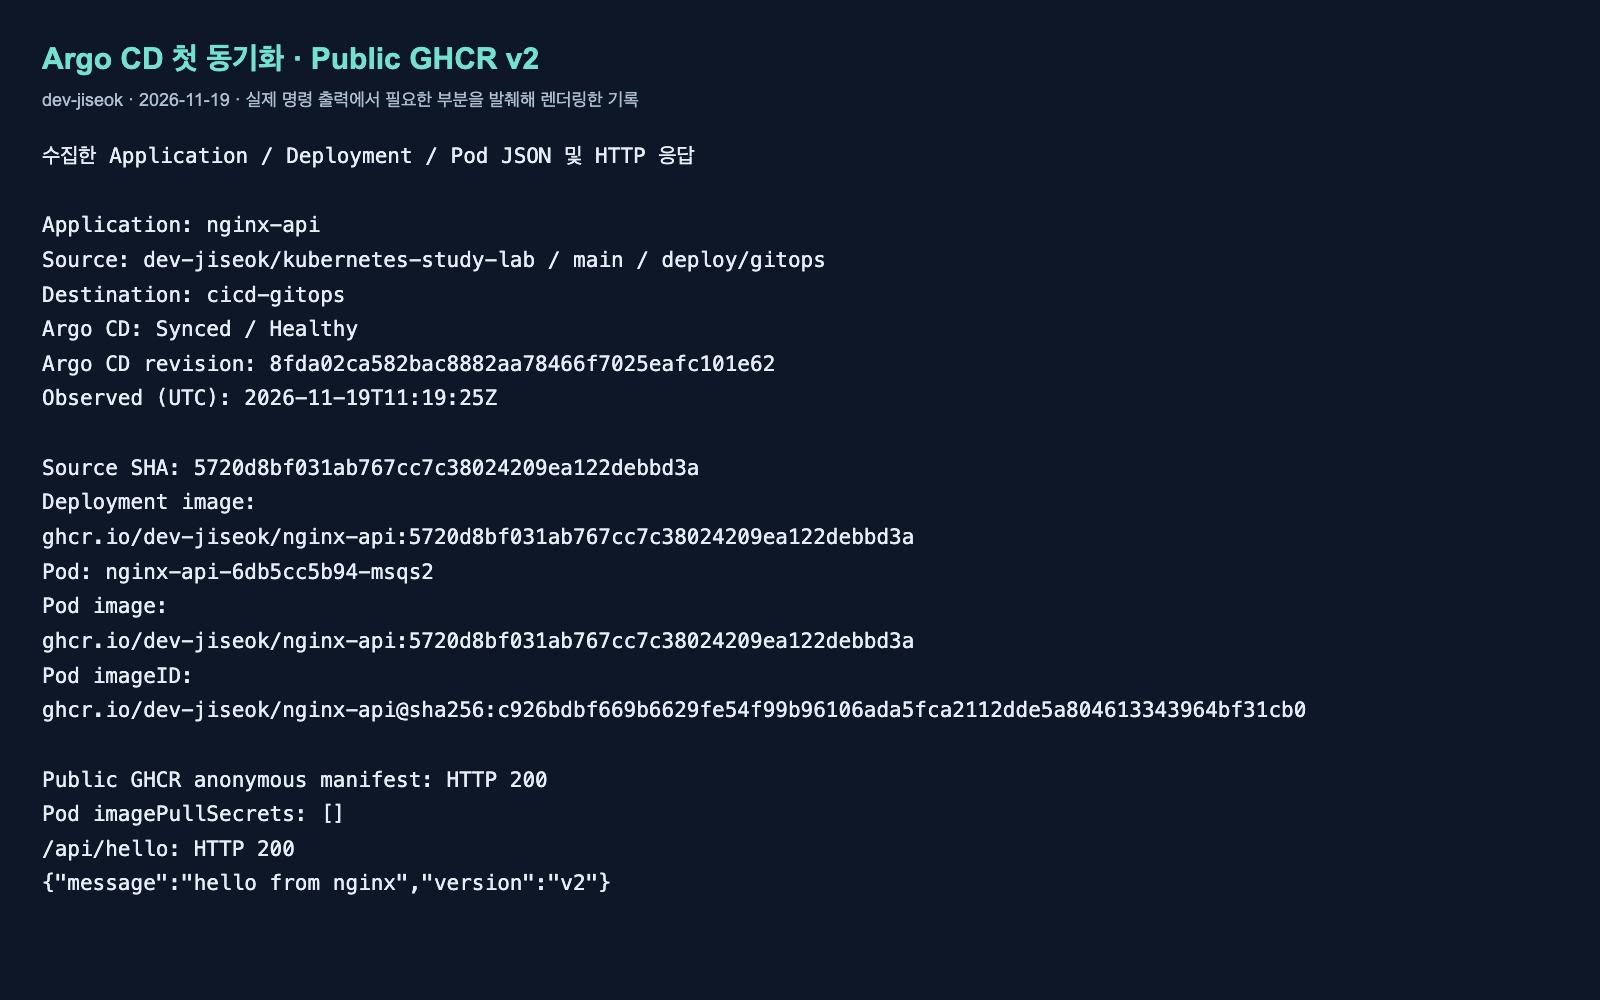 Argo CD 첫 동기화 · Public GHCR v2
dev-jiseok · 2026-11-19 · 실제 명령 출력에서 필요한 부분을 발췌해 렌더링한 기록
수집한 Application / Deployment / Pod JSON 및 HTTP 응답
Application: nginx-api
Source: dev-jiseok/kubernetes-study-lab / main / deploy/gitops
Destination: cicd-gitops
Argo CD: Synced / Healthy
Argo CD revision: 8fda02ca582bac8882aa78466f7025eafc101e62
Observed (UTC): 2026-11-19T11:19:25Z
Source SHA: 5720d8bf031ab767cc7c38024209ea122debbd3a
Deployment image:
ghcr.io/dev-jiseok/nginx-api:5720d8bf031ab767cc7c38024209ea122debbd3a
Pod: nginx-api-6db5cc5b94-msqs2
Pod image:
ghcr.io/dev-jiseok/nginx-api:5720d8bf031ab767cc7c38024209ea122debbd3a
Pod imageID:
ghcr.io/dev-jiseok/nginx-api@sha256:c926bdbf669b6629fe54f99b96106ada5fca2112dde5a804613343964bf31cb0
Public GHCR anonymous manifest: HTTP 200
Pod imagePullSecrets: []
/api/hello: HTTP 200
{"message":"hello from nginx","version":"v2"}